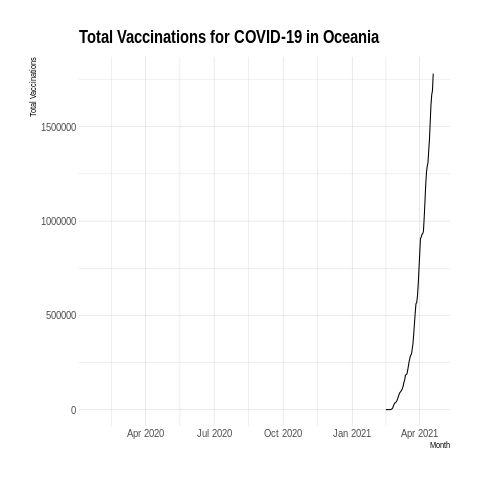 Total Vaccinations for COVID-19 in Oceania
Total Vaccinations
1500000
1000000
500000
0
Apr 2020 Jul 2020 Oct 2020 Jan 2021 Apr 2021
Month